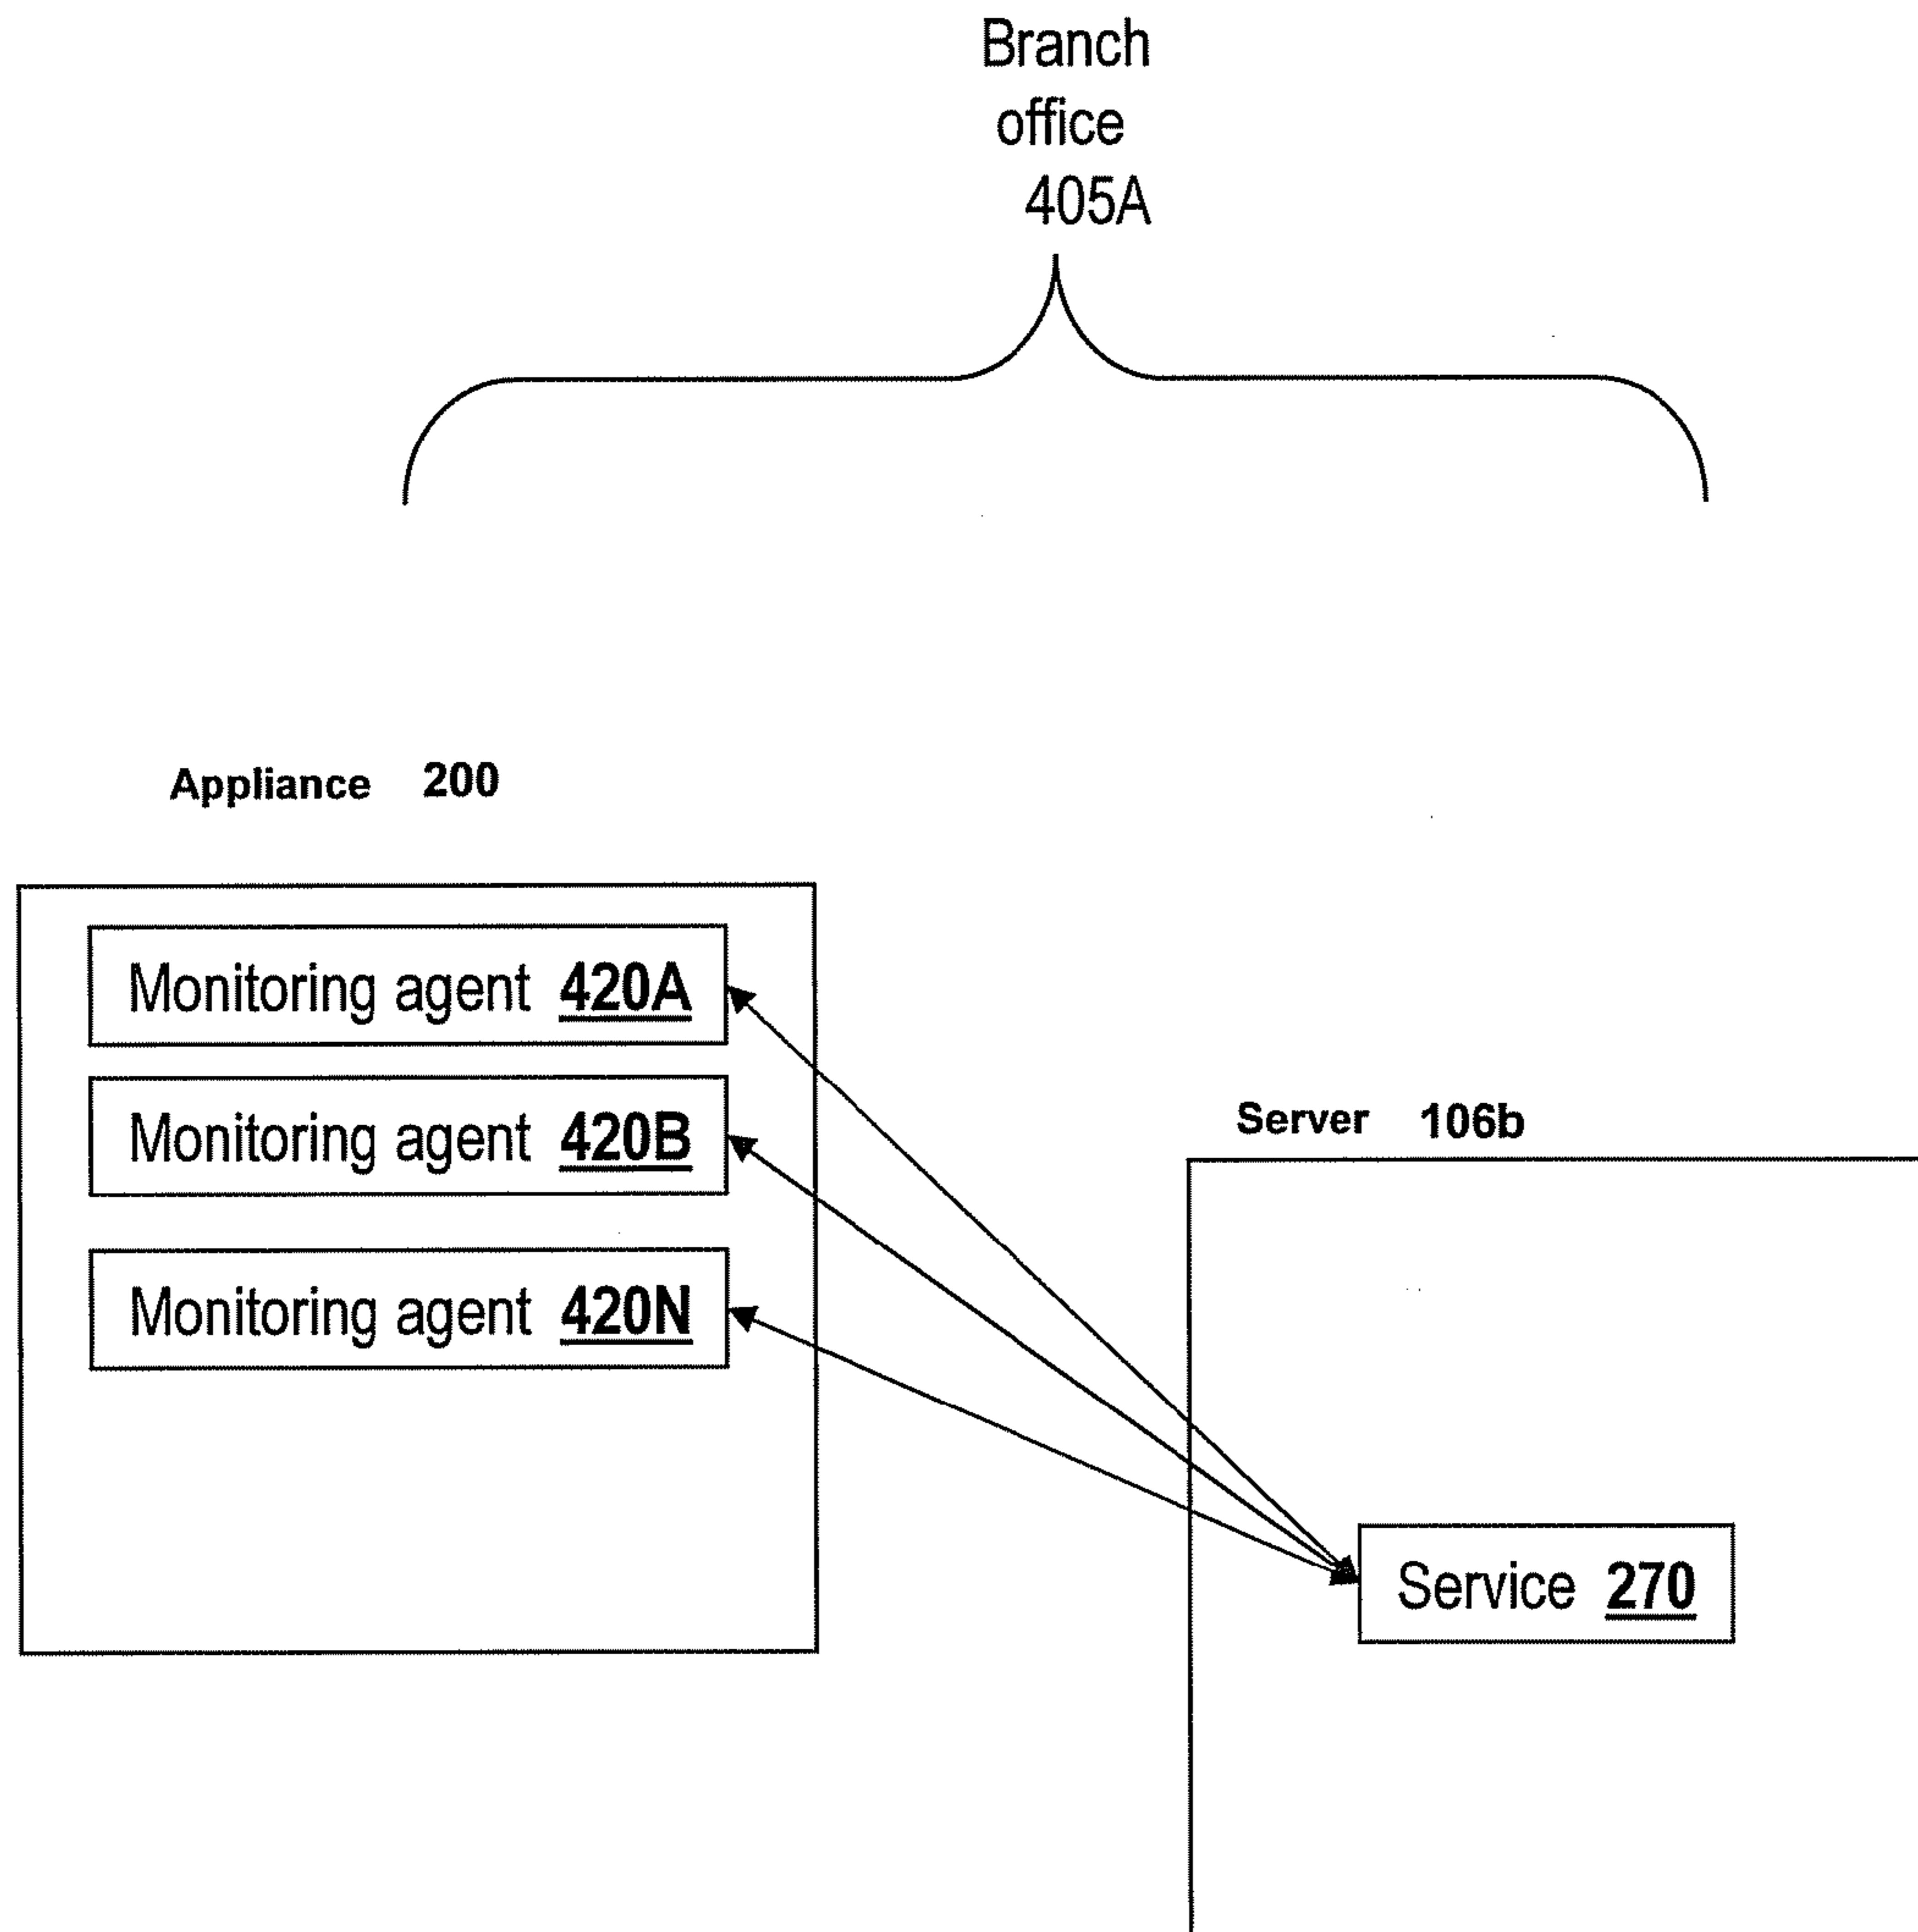 Branch
office
405A
Appliance 200
Monitoring agent 420A
Monitoring agent 420B
Monitoring agent 420N
Server 106b
Service 270